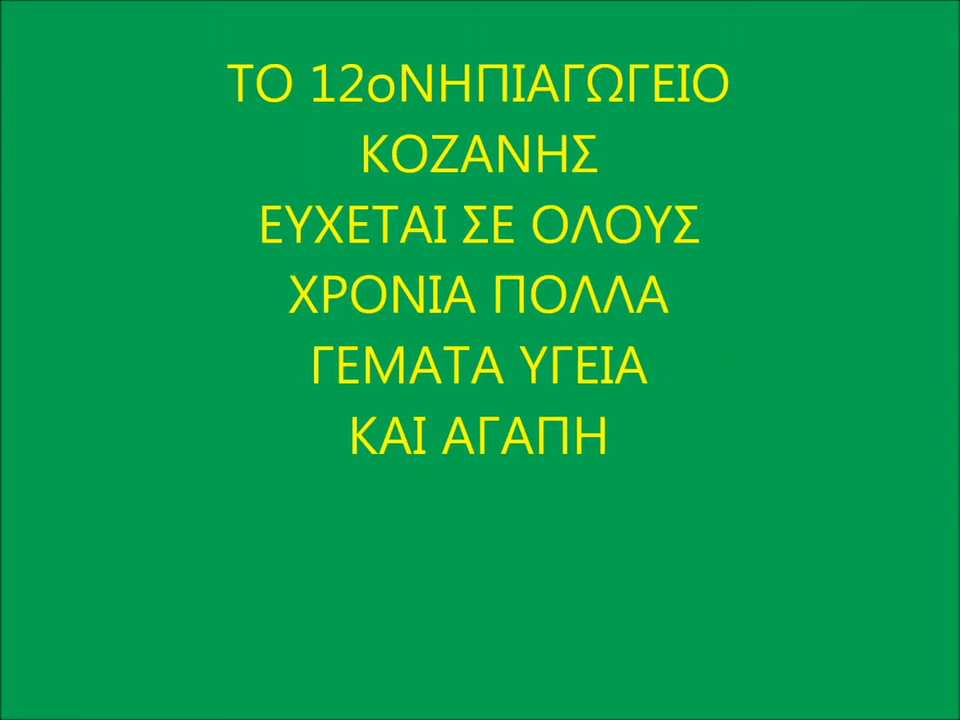 ΤΟ 12οΝΗΠΙΑΓΩΓΕΙΟ
ΚΟΖΑΝΗΣ
ΕΥΧΕΤΑΙ ΣΕ ΟΛΟΥΣ
ΧΡΟΝΙΑ ΠΟΛΛΑ
ΓΕΜΑΤΑ ΥΓΕΙΑ
ΚΑΙ ΑΓΑΠΗ